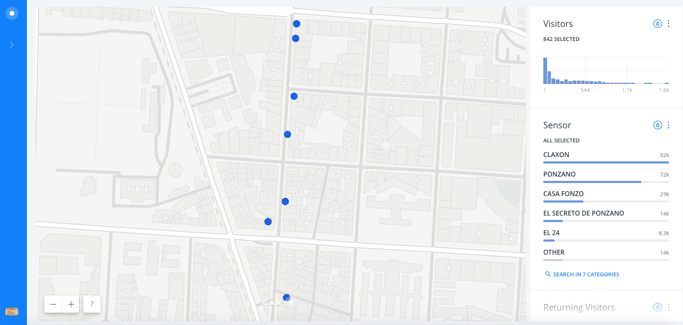 Visitors
842 SELECTED
1 544 1.1k 1.6k
Sensor
ALL SELECTED
CLAXON 92k
PONZANO 72k
CASA FONZO 29k
EL SECRETO DE PONZANO 14k
EL 24 8.3k
OTHER 14k
SEARCH IN 7 CATEGORIES
Returning Visitors
− + ?